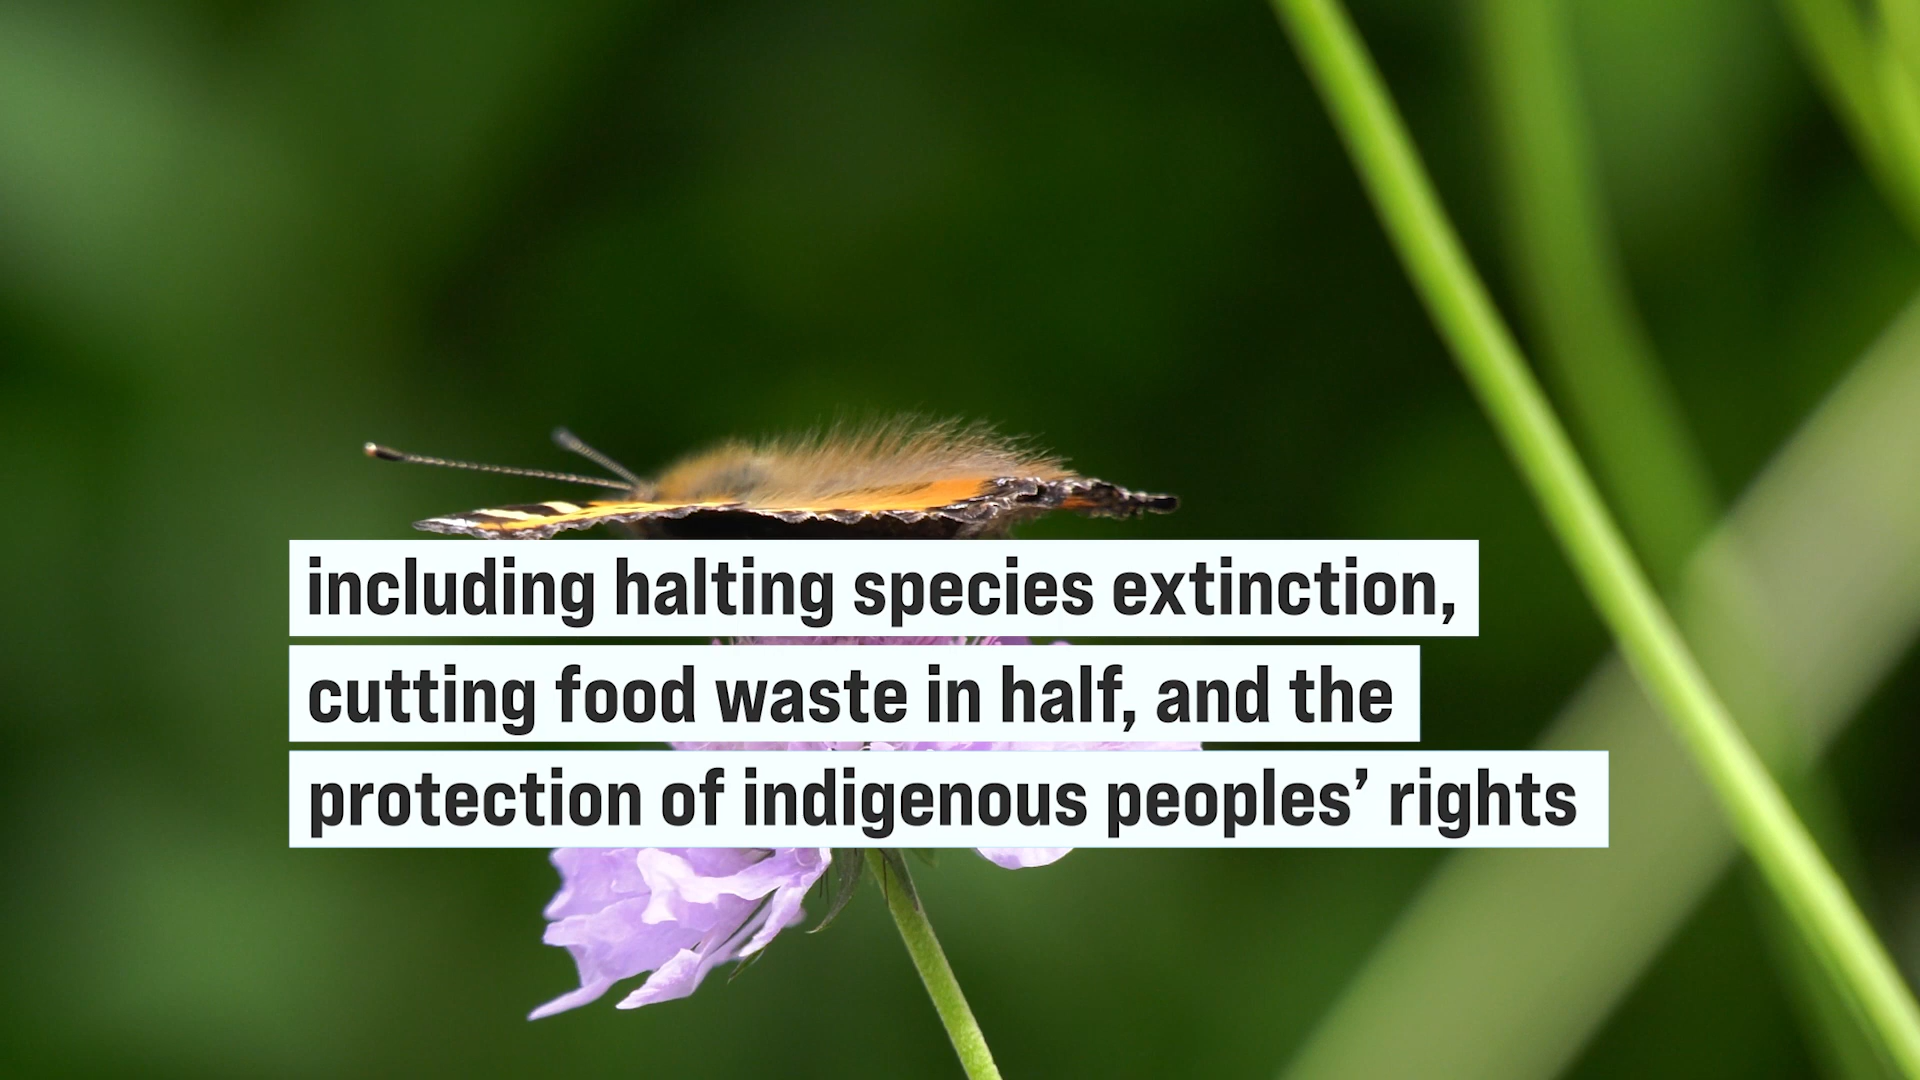 including halting species extinction,
cutting food waste in half, and the
protection of indigenous peoples’ rights